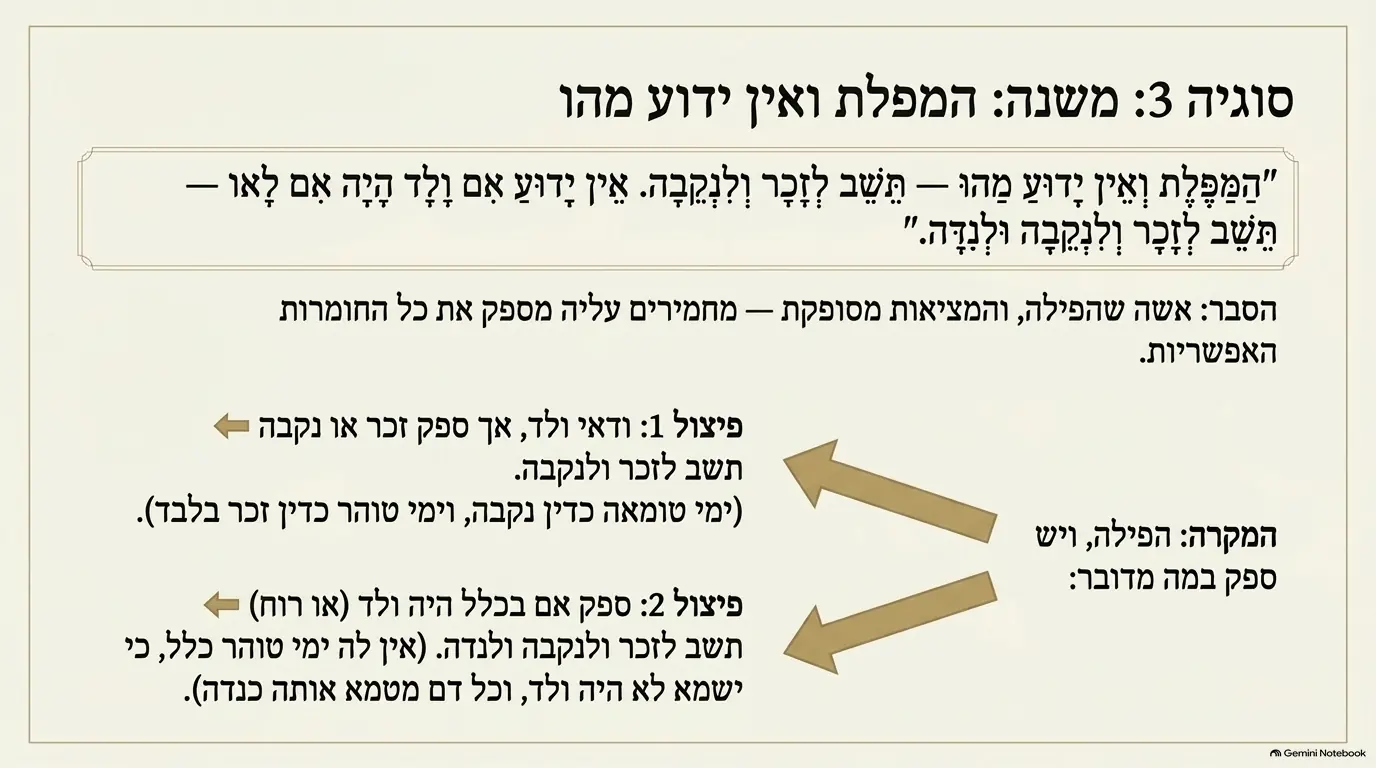 סוגיה 3: משנה: המפלת ואין ידוע מהו
"הַמַּפֶּלֶת וְאֵין יָדוּעַ מַהוּ — תֵּשֵׁב לְזָכָר וְלִנְקֵבָה. אֵין יָדוּעַ אִם וָלָד הָיָה אִם לָאו —
תֵּשֵׁב לְזָכָר וְלִנְקֵבָה וּלְנִדָּה."
הסבר: אשה שהפילה, והמציאות מסופקת — מחמירים עליה מספק את כל החומרות
האפשריות.
המקרה: הפילה, ויש
ספק במה מדובר:
פיצול 1: ודאי ולד, אך ספק זכר או נקבה
תשב לזכר ולנקבה.
(ימי טומאה כדין נקבה, וימי טוהר כדין זכר בלבד).
פיצול 2: ספק אם בכלל היה ולד (או רוח)
תשב לזכר ולנקבה ולנדה. (אין לה ימי טוהר כלל, כי
ישמא לא היה ולד, וכל דם מטמא אותה כנדה).
Gemini Notebook